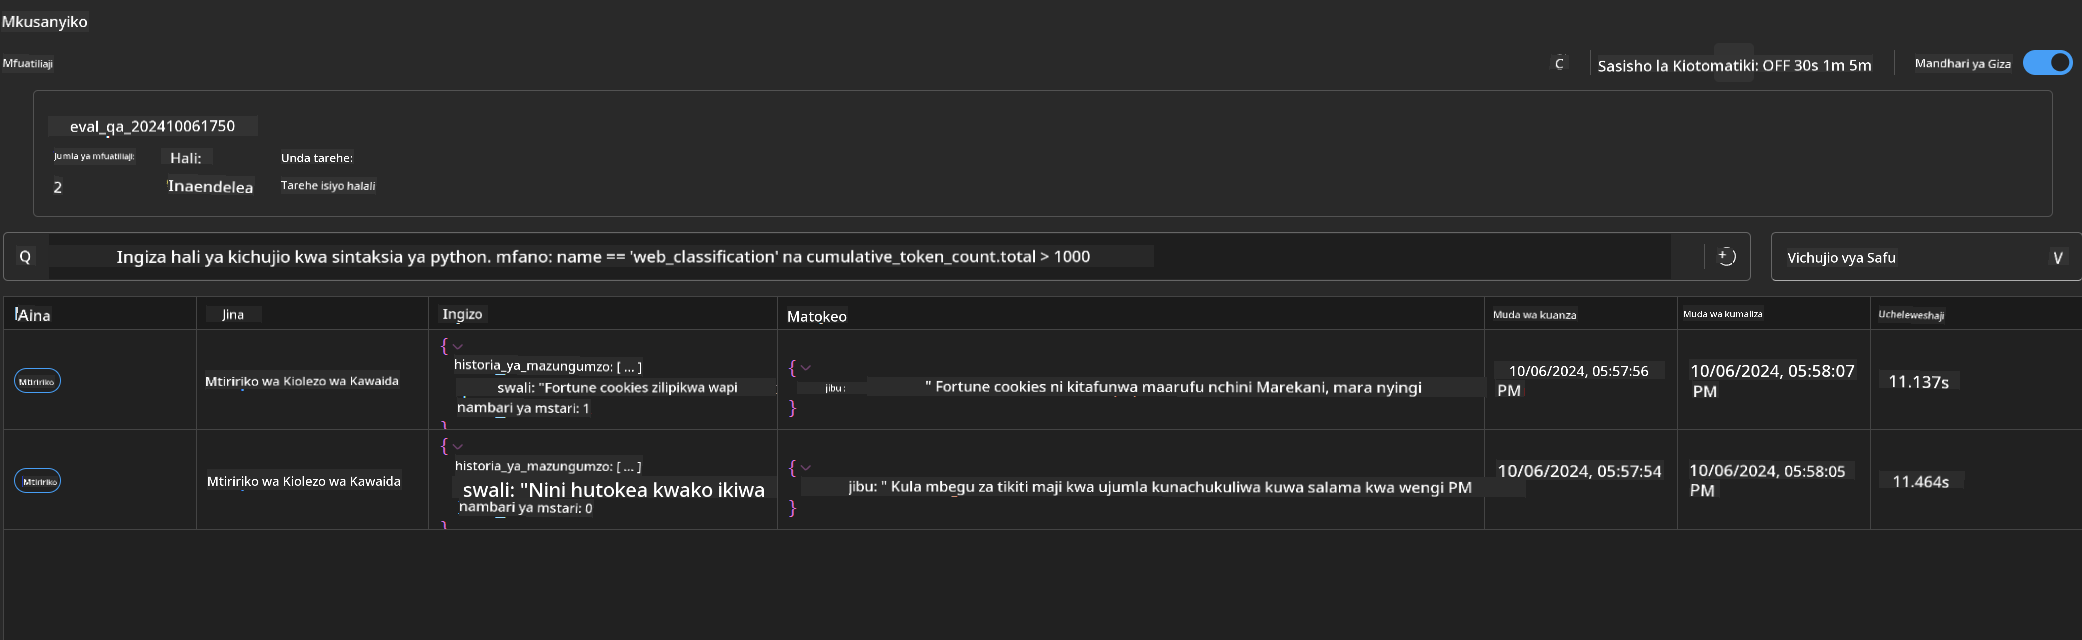 Mkusanyiko
Mfuatiliaji
C
Sasisho la Kiotomatiki: OFF 30s 1m 5m
Mandhari ya Giza
eval_qa_202410061750
Jumla ya mfuatiliaji:
Hali:
Unda tarehe:
2
'Inaendelea
Tarehe isiyo halali
Q
Ingiza hali ya kichujio kwa sintaksia ya python. mfano: name == 'web_classification' na cumulative_token_count.total > 1000
Vichujio vya Safu
V
Aina
Jina
Ingizo
Matokeo
Muda wa kuanza
Muda wa kumaliza
Ucheleweshaji
Mtiririko
Mtiririko wa Kiolezo wa Kawaida
{
historia_ya_mazungumzo: [ ... ]
swali: "Fortune cookies zilipikwa wapi
nambari ya mstari: 1
}
{
jibu:
" Fortune cookies ni kitafunwa maarufu nchini Marekani, mara nyingi
}
10/06/2024, 05:57:56
PM
10/06/2024, 05:58:07
PM
11.137s
Mtiririko
Mtiririko wa Kiolezo wa Kawaida
{
historia_ya_mazungumzo: [ ... ]
swali: "Nini hutokea kwako ikiwa
nambari ya mstari: 0
}
{
jibu: " Kula mbegu za tikiti maji kwa ujumla kunachukuliwa kuwa salama kwa wengi PM
}
10/06/2024, 05:57:54
10/06/2024, 05:58:05
PM
11.464s